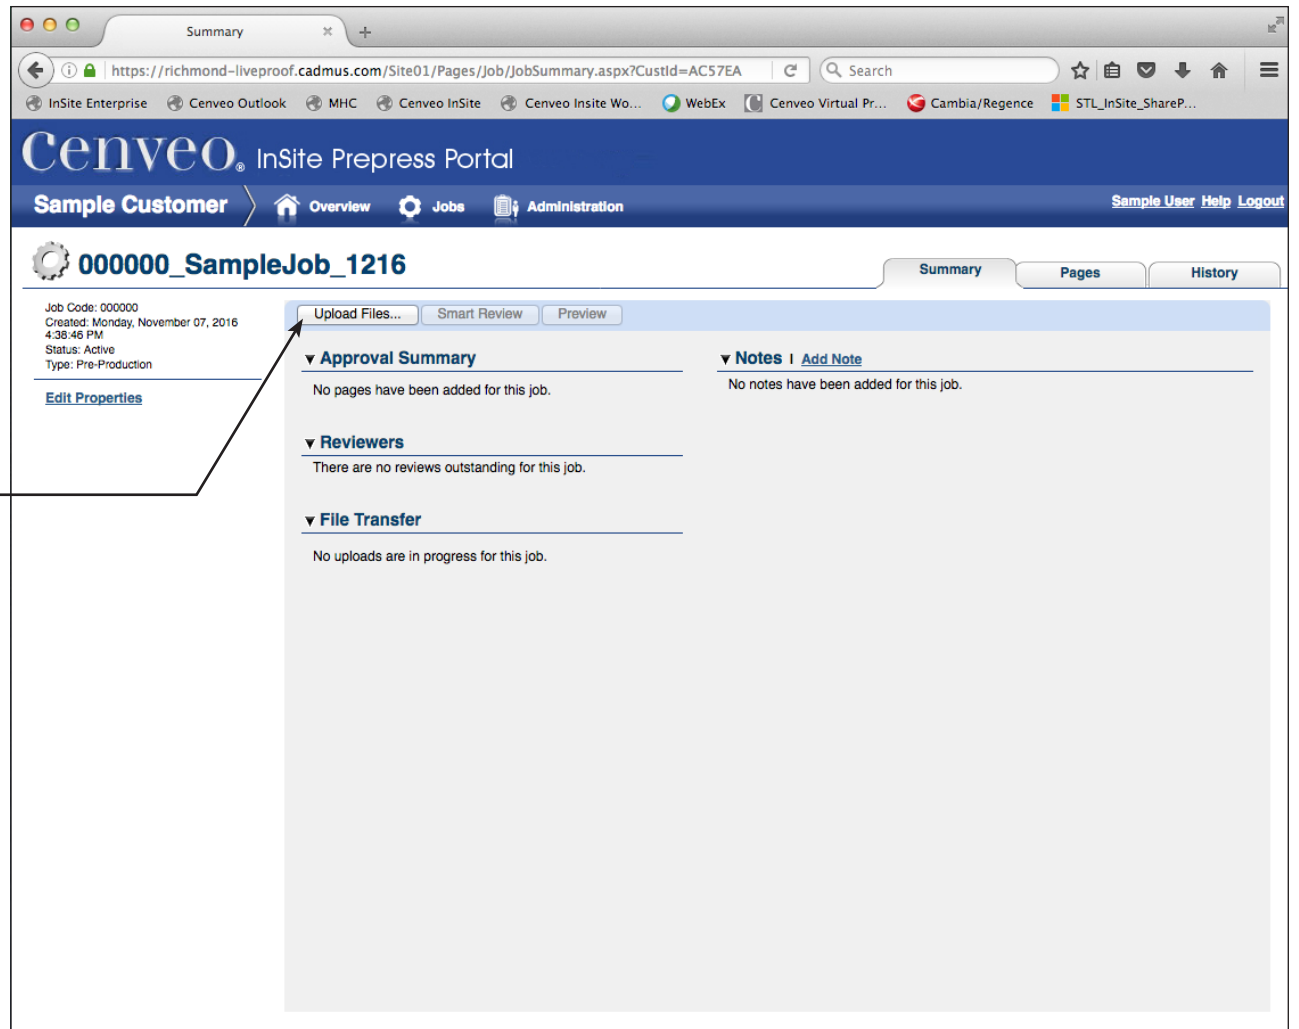 Summary
https://richmond-liveproof.cadmus.com/Site01/Pages/Job/JobSummary.aspx?CustId=AC57EA
Search
InSite Enterprise Cenveo Outlook MHC Cenveo InSite Cenveo Insite Wo... WebEx Cenveo Virtual Pr... Cambia/Regence STL_InSite_ShareP...
Cenveo® InSite Prepress Portal
Sample Customer Overview Jobs Administration Sample User Help Logout
000000_SampleJob_1216
Summary Pages History
Job Code: 000000
Created: Monday, November 07, 2016
4:38:46 PM
Status: Active
Type: Pre-Production
Edit Properties
Upload Files... Smart Review Preview
Approval Summary
No pages have been added for this job.
Reviewers
There are no reviews outstanding for this job.
File Transfer
No uploads are in progress for this job.
Notes | Add Note
No notes have been added for this job.